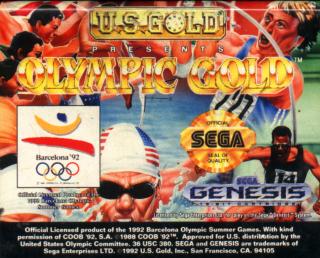 U.S. GOLD
PRESENTS
OLYMPIC GOLD™
OFFICIAL
SEGA
SEAL OF
QUALITY
Barcelona'92
SEGA
GENESIS
Official Licensed product of the 1992 Barcelona Olympic Summer Games. With kind
permission of COOB '92, S.A. ©1988 COOB '92™. Approved for U.S. distribution by the
United States Olympic Committee. 36 USC 380. SEGA and GENESIS are trademarks of
Sega Enterprises LTD. ©1992 U.S. Gold, Inc., San Francisco, CA. 94105